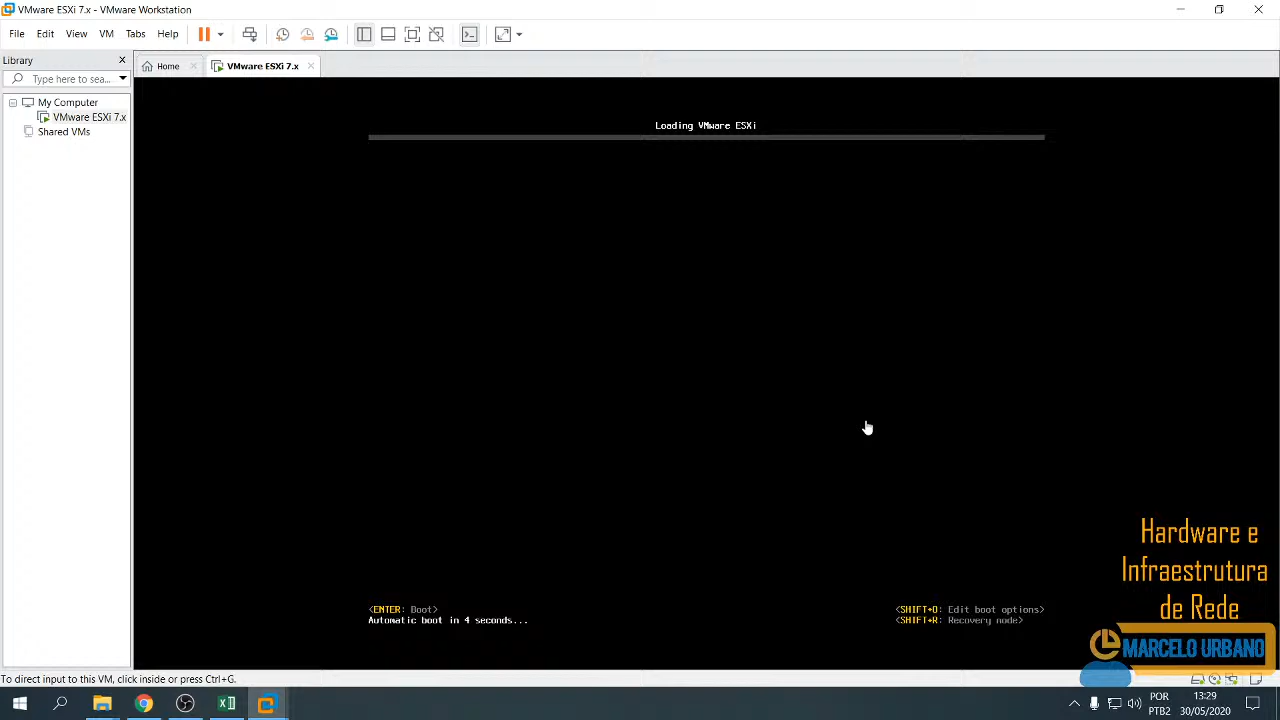 VMware ESXi 7.x - VMware Workstation
File Edit View VM Tabs Help
Library
Home
VMware ESXi 7.x
Type here to sea...
My Computer
VMware ESXi 7.x
Shared VMs
Loading VMware ESXi
<ENTER: Boot>
Automatic boot in 4 seconds...
<SHIFT+O: Edit boot options>
<SHIFT+R: Recovery mode>
Hardware e
Infraestrutura
de Rede
MARCELO URBANO
To direct input to this VM, click inside or press Ctrl+G.
POR
PTB2
13:29
30/05/2020